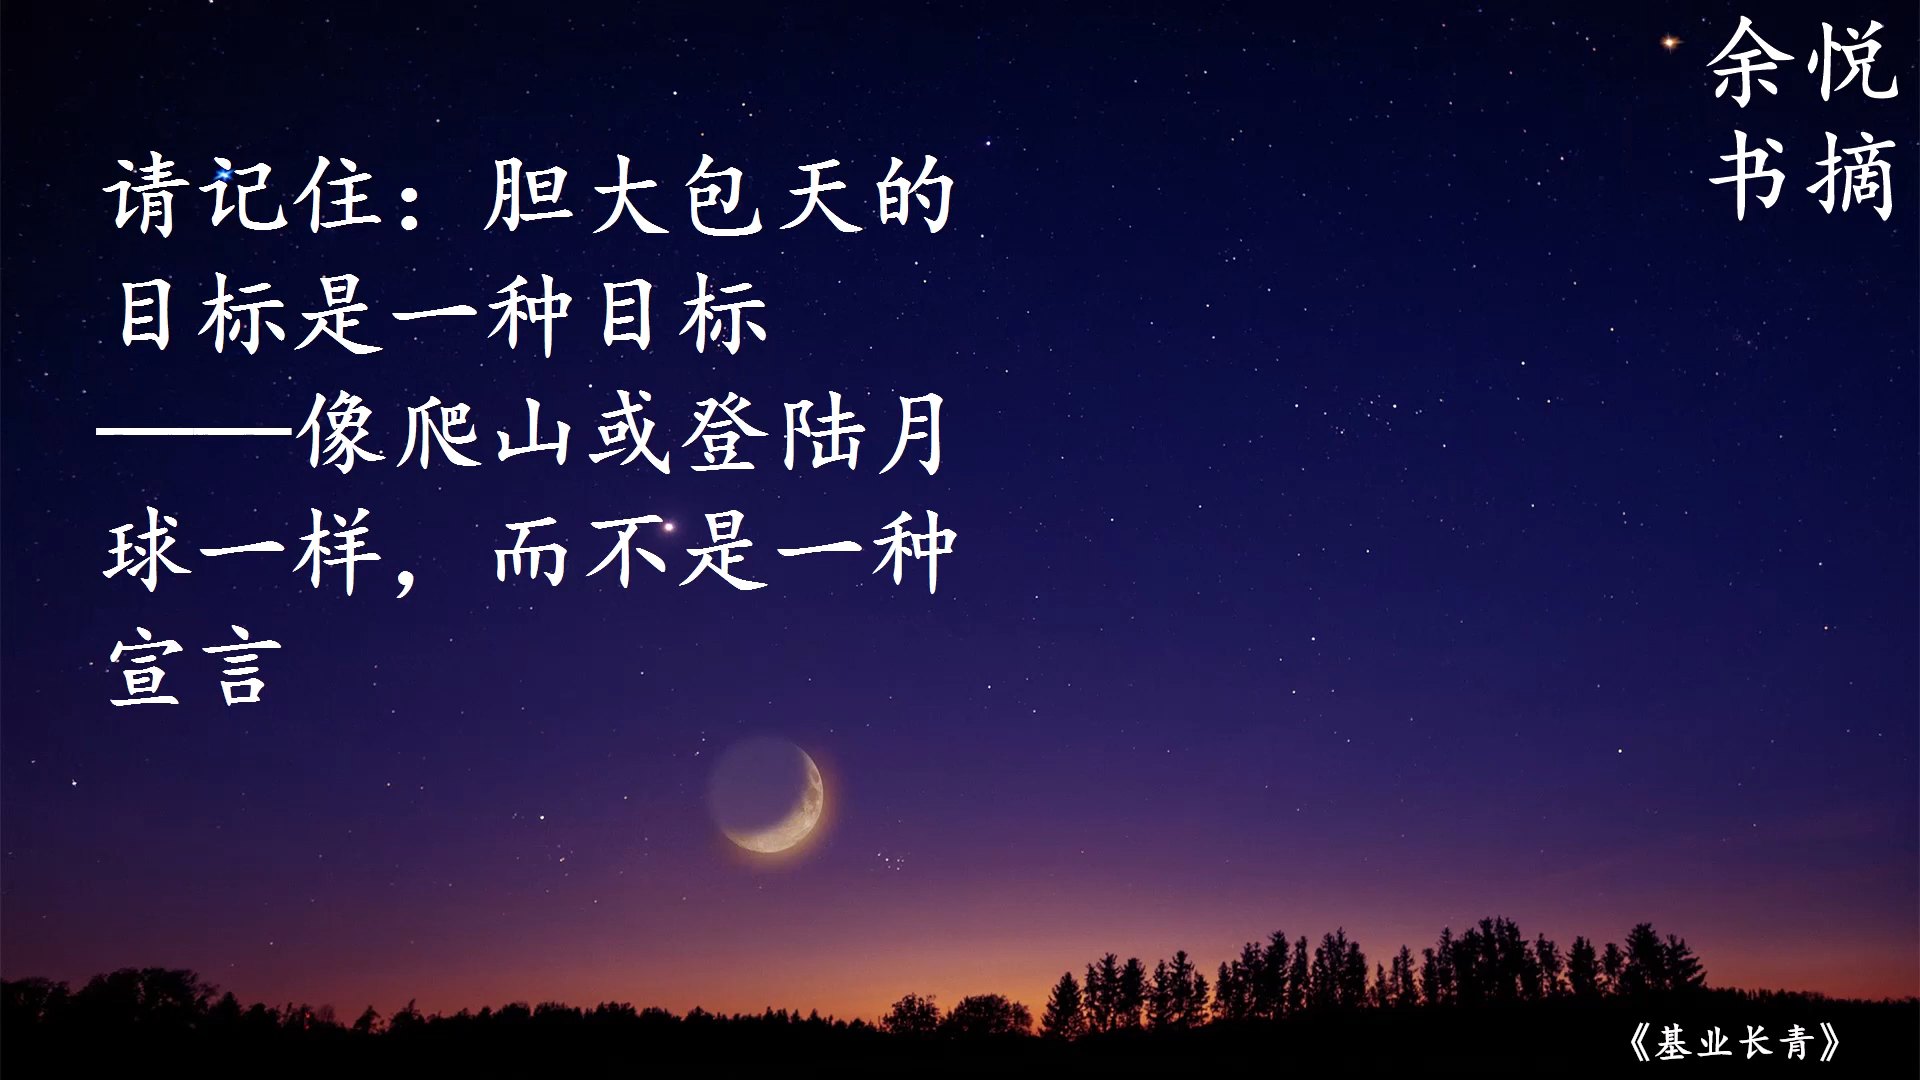 余悦
书摘
请记住：胆大包天的
目标是一种目标
——像爬山或登陆月
球一样，而不是一种
宣言
《基业长青》